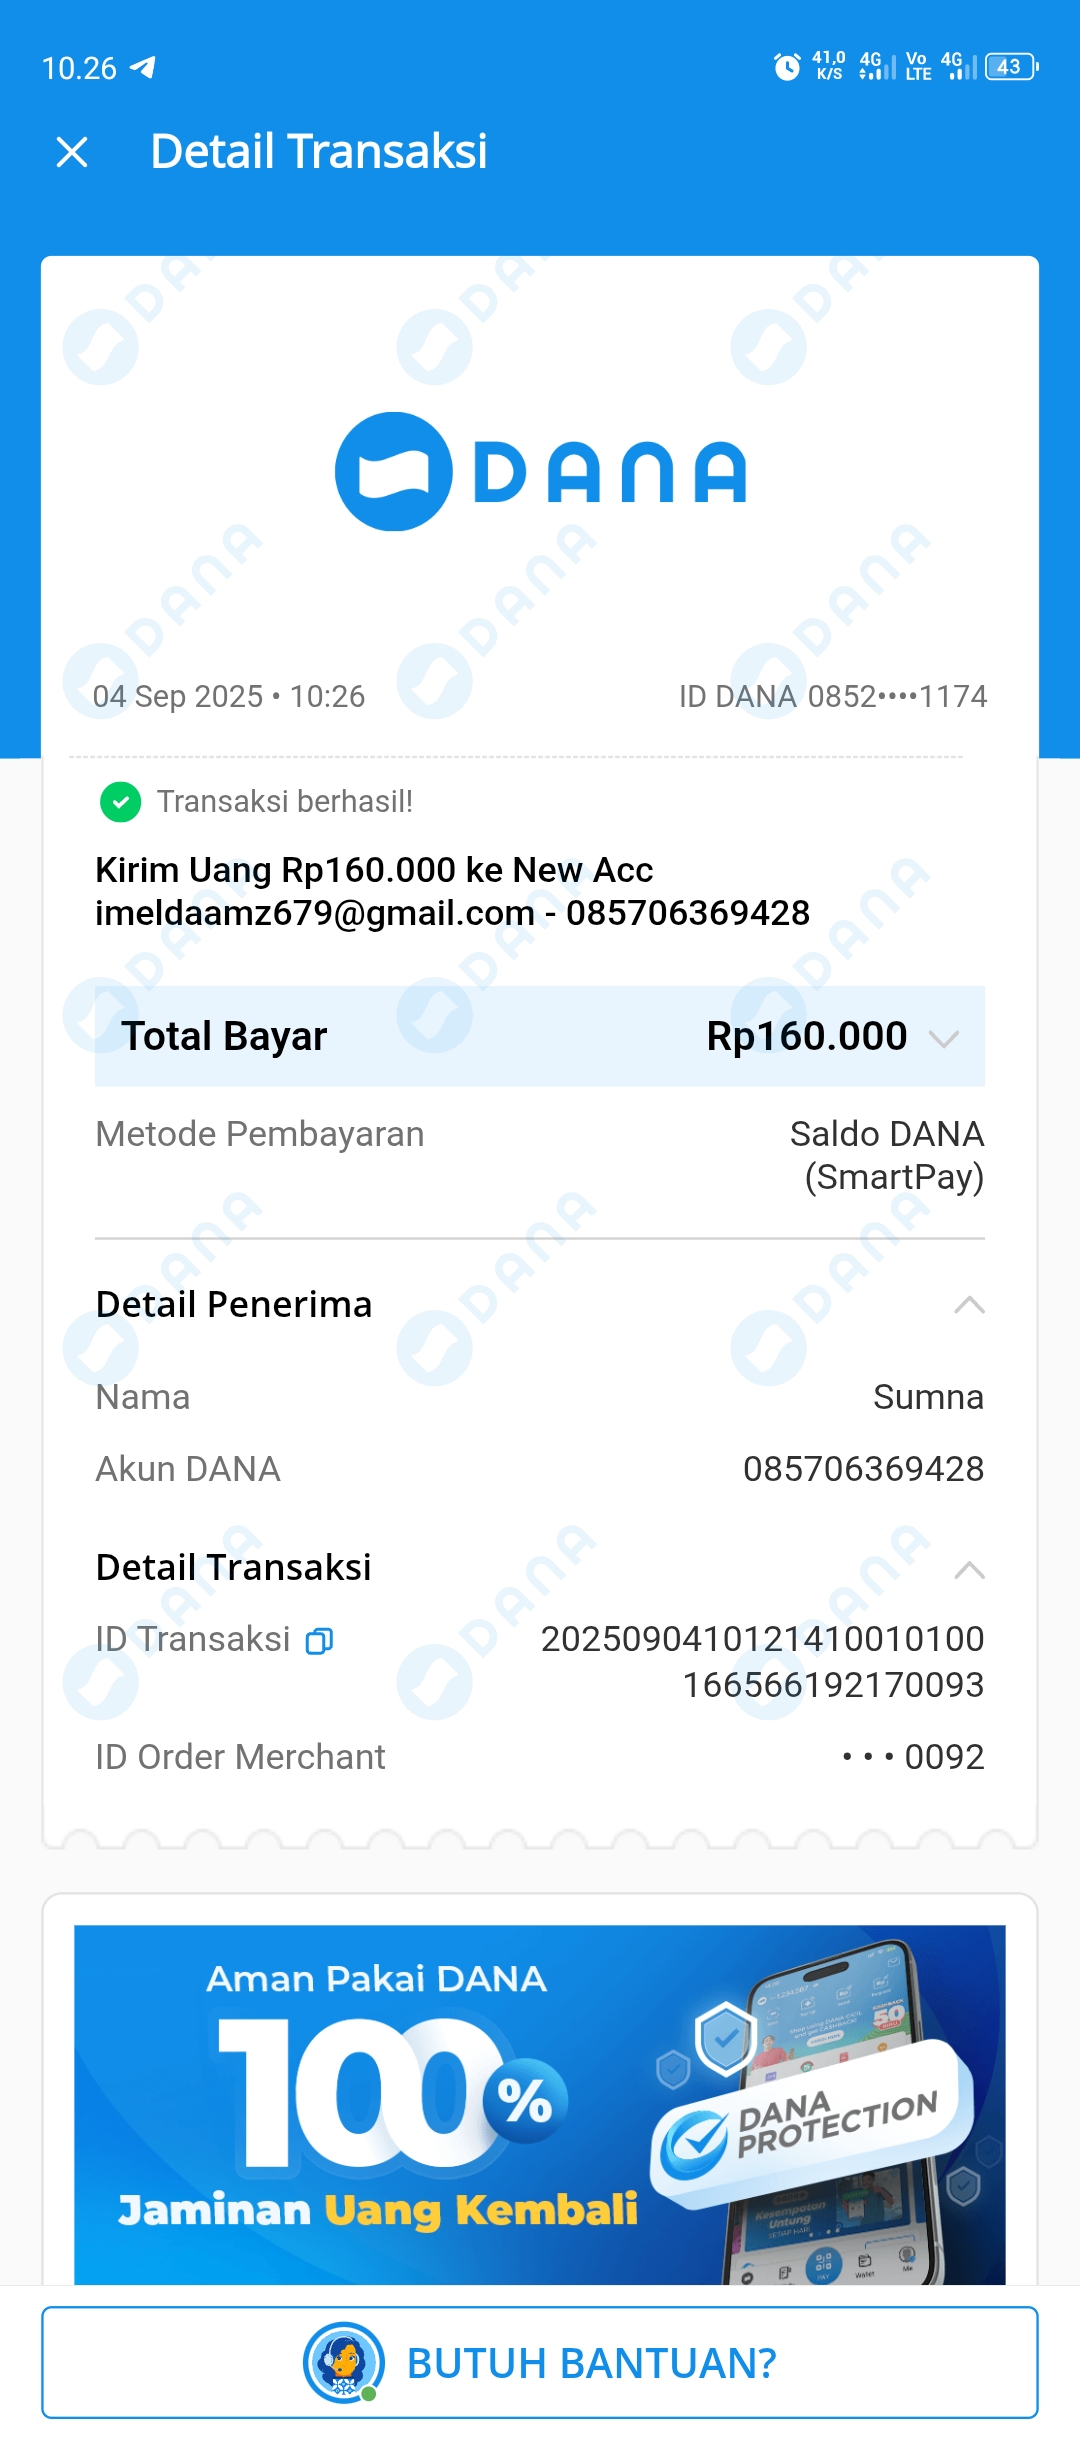 10.26
41,0 K/S 4G Vo LTE 4G 43
Detail Transaksi
DANA
04 Sep 2025 • 10:26
ID DANA 0852••••1174
Transaksi berhasil!
Kirim Uang Rp160.000 ke New Acc
imeldaamz679@gmail.com - 085706369428
Total Bayar Rp160.000
Metode Pembayaran Saldo DANA
(SmartPay)
Detail Penerima
Nama Sumna
Akun DANA 085706369428
Detail Transaksi
ID Transaksi 2025090410121410010100
166566192170093
ID Order Merchant • • • 0092
Aman Pakai DANA
100%
Jaminan Uang Kembali
DANA
PROTECTION
BUTUH BANTUAN?